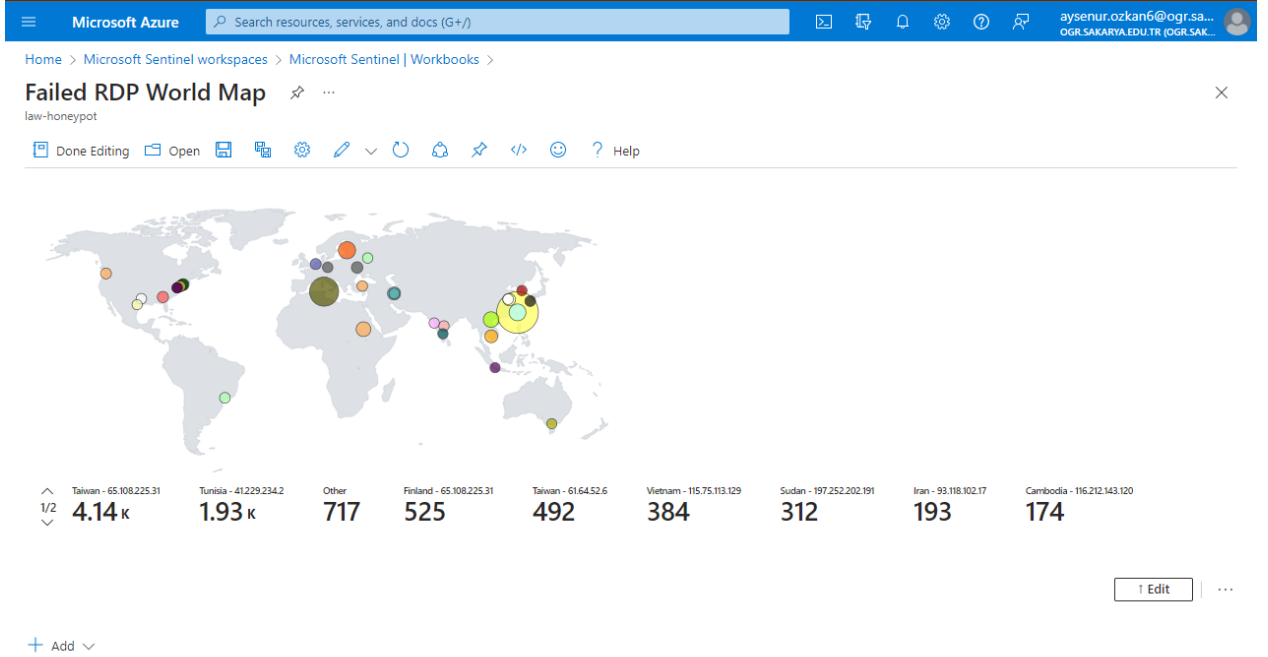 Microsoft Azure
Search resources, services, and docs (G+/)
aysenur.ozkan6@ogr.sa...
OGR.SAKARYA.EDU.TR (OGR.SAK...
Home > Microsoft Sentinel workspaces > Microsoft Sentinel | Workbooks >
Failed RDP World Map ...
law-honeypot
Done Editing Open </> ? Help
Taiwan - 65.108.225.31 Tunisia - 41.229.234.2 Other Finland - 65.108.225.31 Taiwan - 61.64.52.6 Vietnam - 115.75.113.129 Sudan - 197.252.202.191 Iran - 93.118.102.17 Cambodia - 116.212.143.120
1/2 4.14 K 1.93 K 717 525 492 384 312 193 174
↑ Edit ...
+ Add